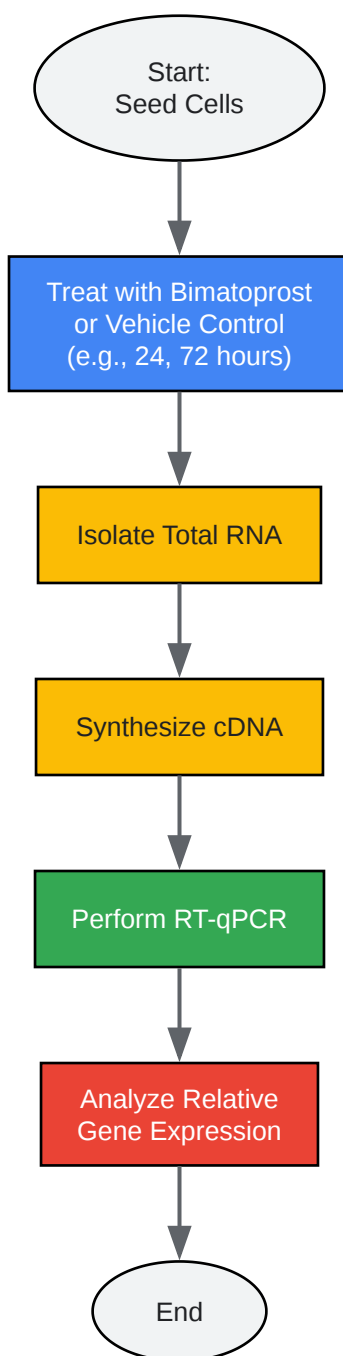 Start:
Seed Cells
Treat with Bimatoprost
or Vehicle Control
(e.g., 24, 72 hours)
Isolate Total RNA
Synthesize cDNA
Perform RT-qPCR
Analyze Relative
Gene Expression
End